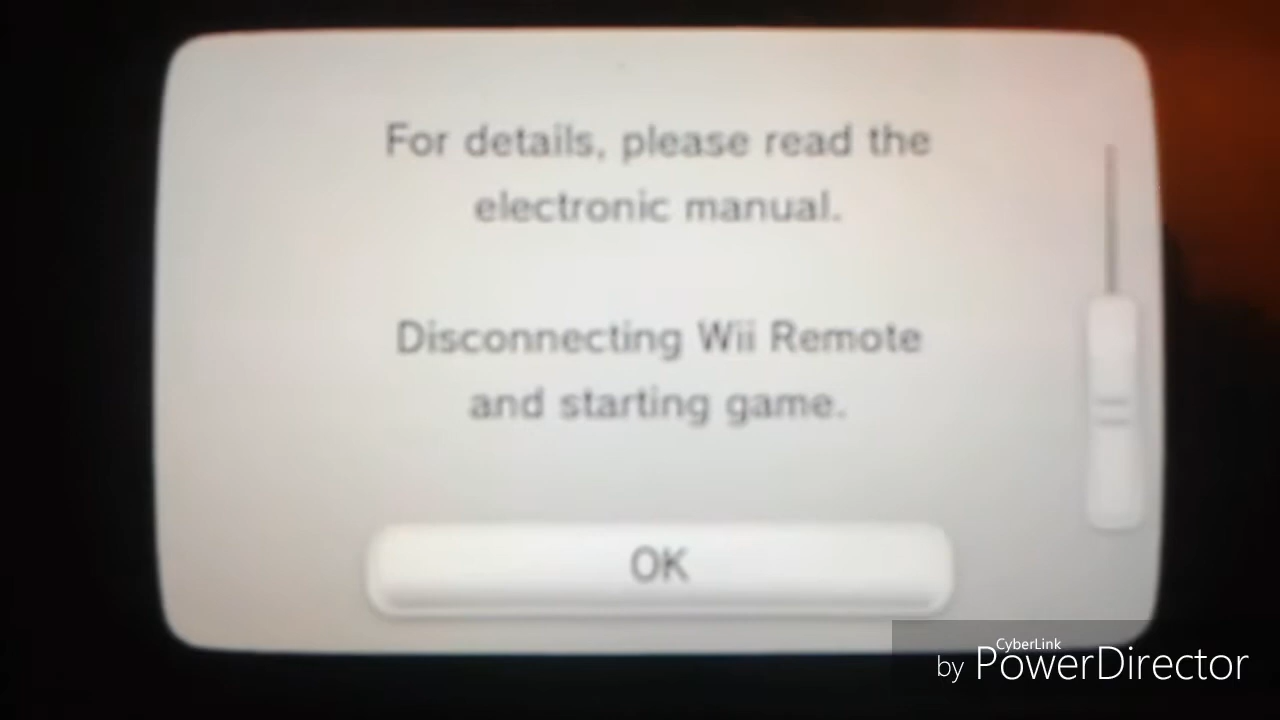 For details, please read the
electronic manual.
Disconnecting Wii Remote
and starting game.
OK
CyberLink
by PowerDirector